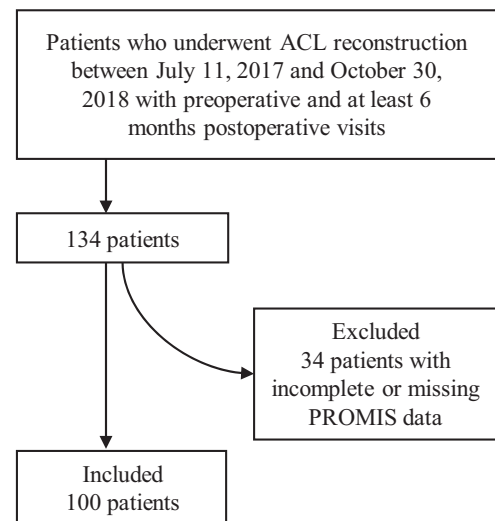 Patients who underwent ACL reconstruction
between July 11, 2017 and October 30,
2018 with preoperative and at least 6
months postoperative visits
134 patients
Excluded
34 patients with
incomplete or missing
PROMIS data
Included
100 patients